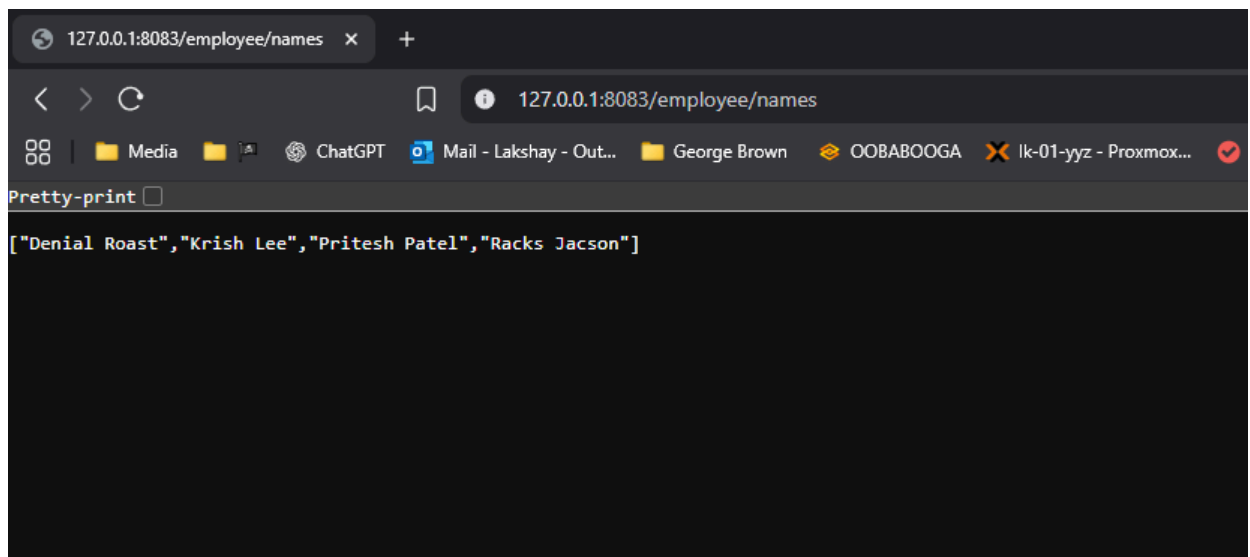 127.0.0.1:8083/employee/names
127.0.0.1:8083/employee/names
Media ChatGPT Mail - Lakshay - Out... George Brown OOBABOOGA lk-01-yyz - Proxmox...
Pretty-print
["Denial Roast","Krish Lee","Pritesh Patel","Racks Jacson"]